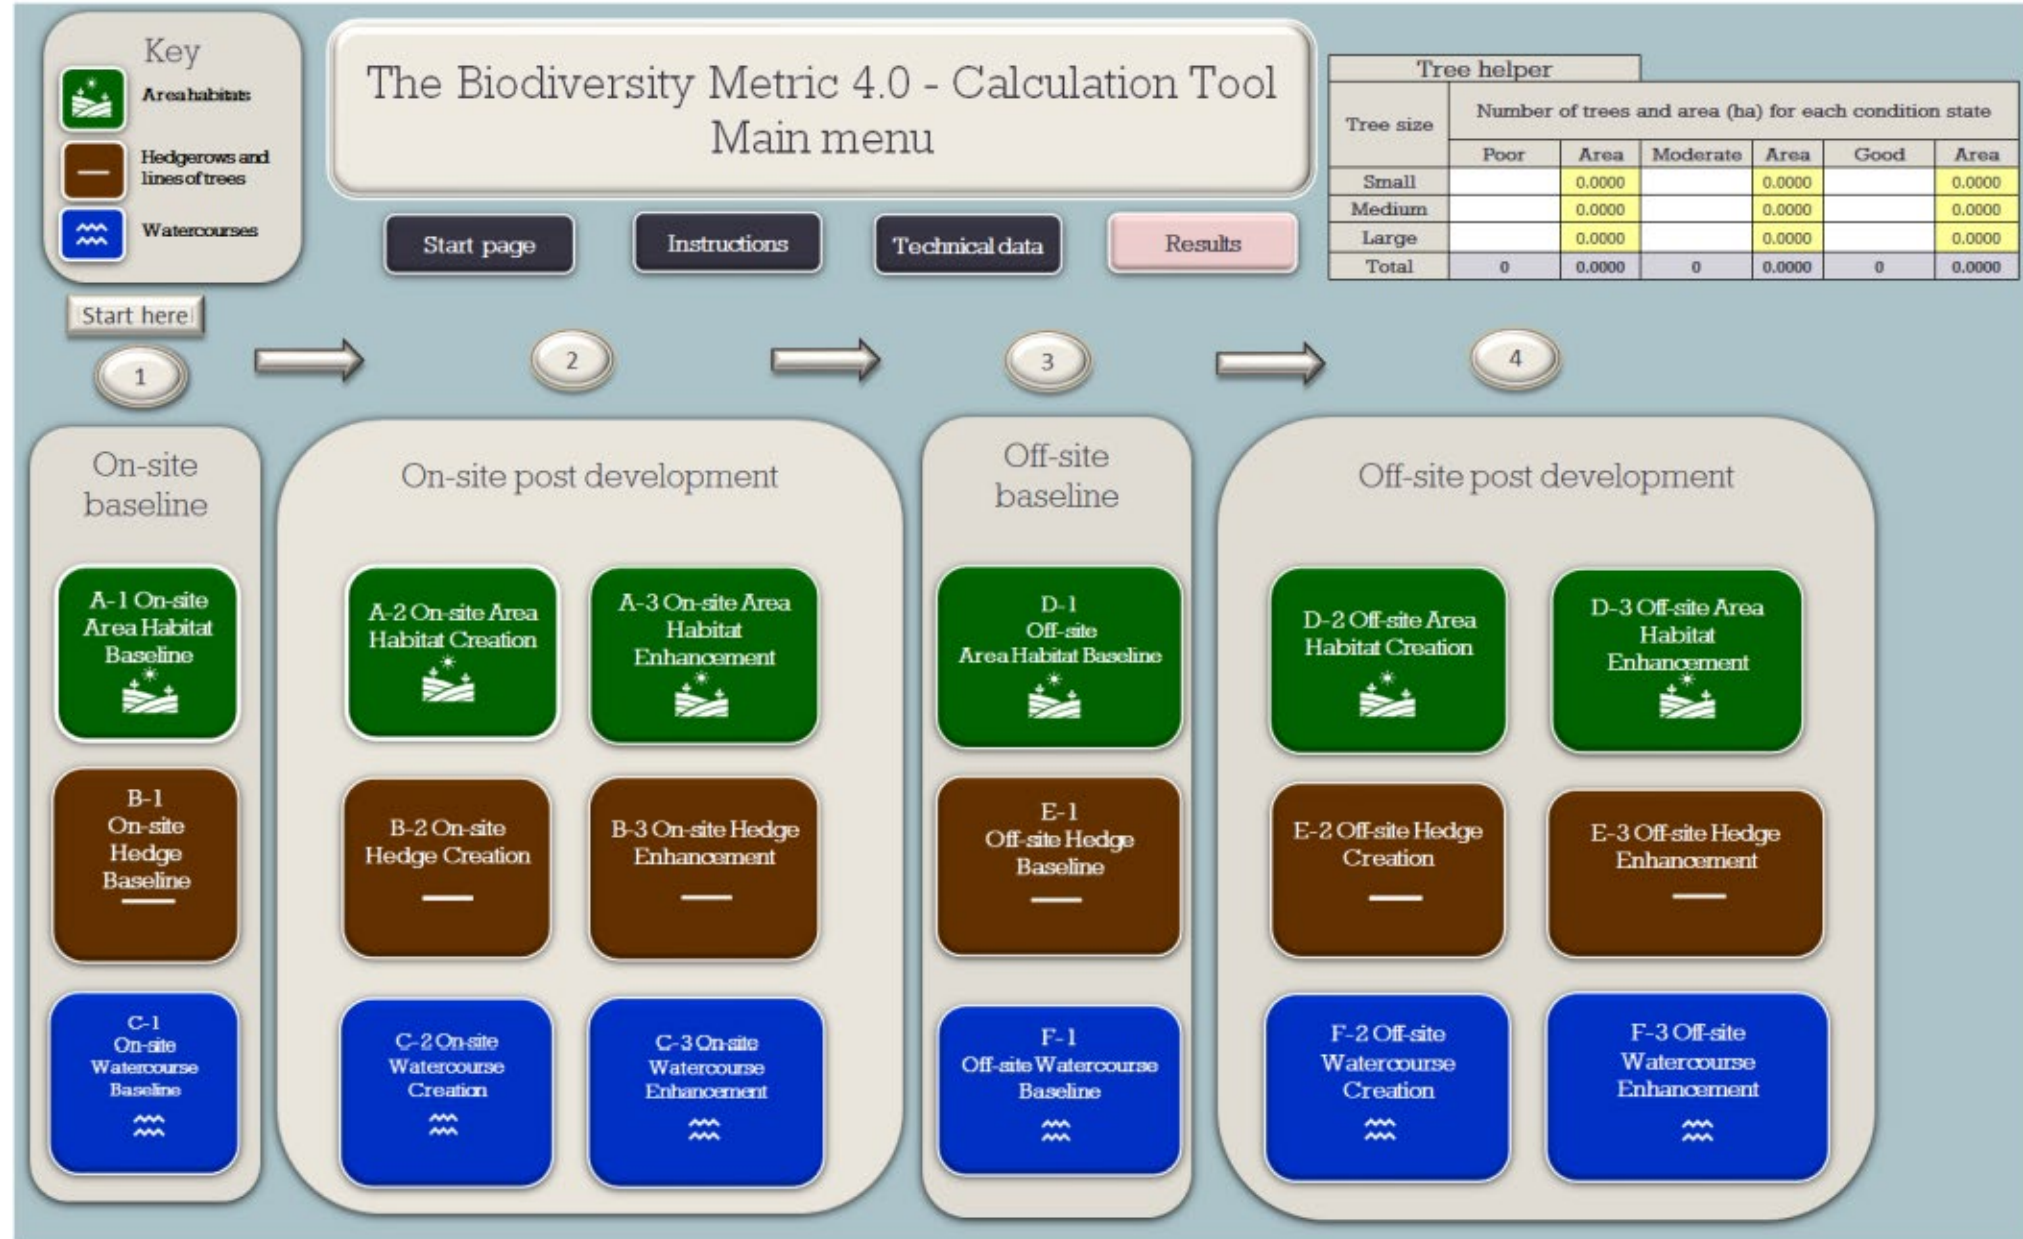 Key
Area habitats
Hedgerows and
lines of trees
Watercourses
The Biodiversity Metric 4.0 - Calculation Tool
Main menu
Start page
Instructions
Technical data
Results
Tree helper
Tree size
Number of trees and area (ha) for each condition state
Poor Area Moderate Area Good Area
Small 0.0000 0.0000 0.0000
Medium 0.0000 0.0000 0.0000
Large 0.0000 0.0000 0.0000
Total 0 0.0000 0 0.0000 0 0.0000
Start here
1
2
3
4
On-site
baseline
A-1 On-site
Area Habitat
Baseline
B-1
On-site
Hedge
Baseline
C-1
On-site
Watercourse
Baseline
On-site post development
A-2 On-site Area
Habitat Creation
A-3 On-site Area
Habitat
Enhancement
B-2 On-site
Hedge Creation
B-3 On-site Hedge
Enhancement
C-2 On-site
Watercourse
Creation
C-3 On-site
Watercourse
Enhancement
Off-site
baseline
D-1
Off-site
Area Habitat Baseline
E-1
Off-site Hedge
Baseline
F-1
Off-site Watercourse
Baseline
Off-site post development
D-2 Off-site Area
Habitat Creation
D-3 Off-site Area
Habitat
Enhancement
E-2 Off-site Hedge
Creation
E-3 Off-site Hedge
Enhancement
F-2 Off-site
Watercourse
Creation
F-3 Off-site
Watercourse
Enhancement